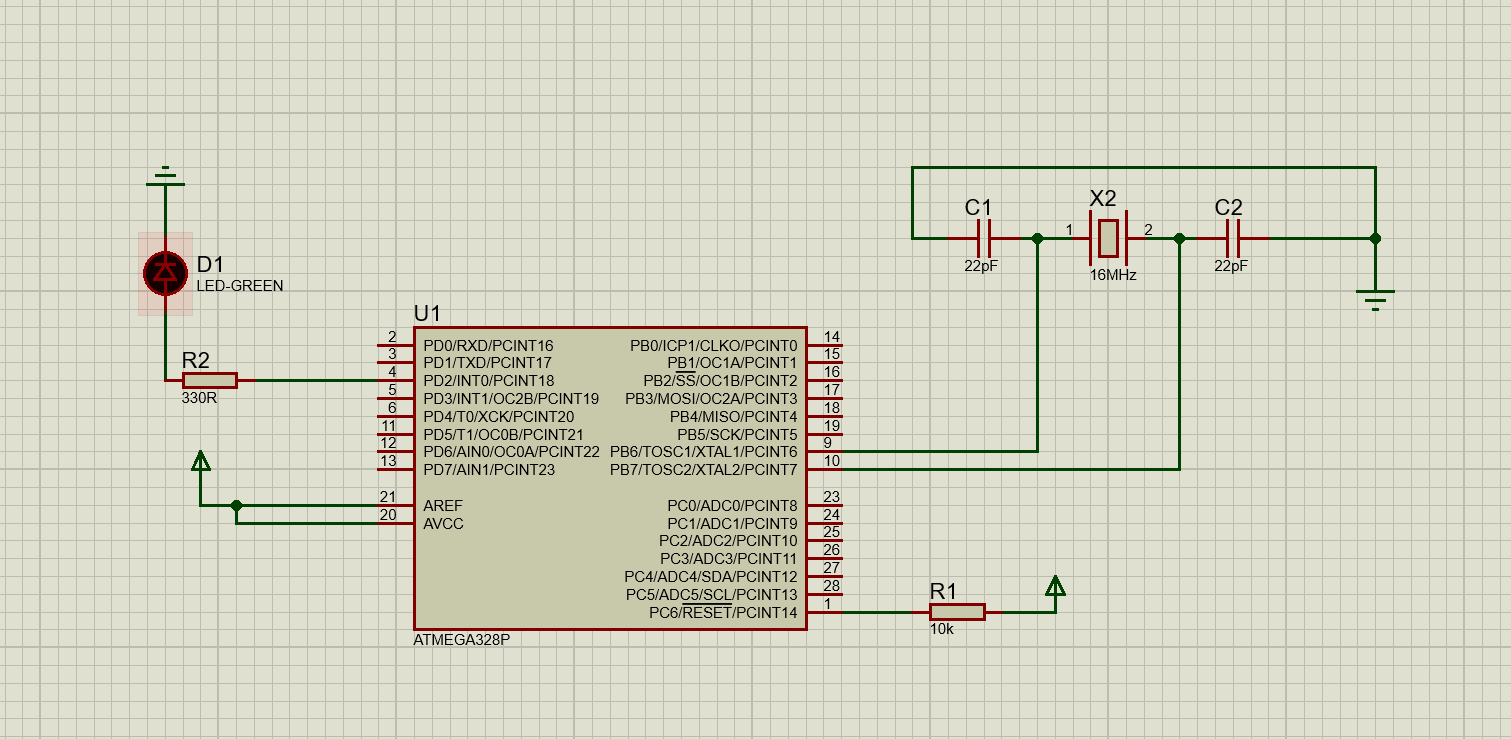 D1
LED-GREEN
R2
330R
U1
2 PD0/RXD/PCINT16
3 PD1/TXD/PCINT17
4 PD2/INT0/PCINT18
5 PD3/INT1/OC2B/PCINT19
6 PD4/T0/XCK/PCINT20
11 PD5/T1/OC0B/PCINT21
12 PD6/AIN0/OC0A/PCINT22
13 PD7/AIN1/PCINT23
21 AREF
20 AVCC
PB0/ICP1/CLKO/PCINT0 14
PB1/OC1A/PCINT1 15
PB2/SS/OC1B/PCINT2 16
PB3/MOSI/OC2A/PCINT3 17
PB4/MISO/PCINT4 18
PB5/SCK/PCINT5 19
PB6/TOSC1/XTAL1/PCINT6 9
PB7/TOSC2/XTAL2/PCINT7 10
PC0/ADC0/PCINT8 23
PC1/ADC1/PCINT9 24
PC2/ADC2/PCINT10 25
PC3/ADC3/PCINT11 26
PC4/ADC4/SDA/PCINT12 27
PC5/ADC5/SCL/PCINT13 28
PC6/RESET/PCINT14 1
ATMEGA328P
C1
22pF
X2
1 2
16MHz
C2
22pF
R1
10k